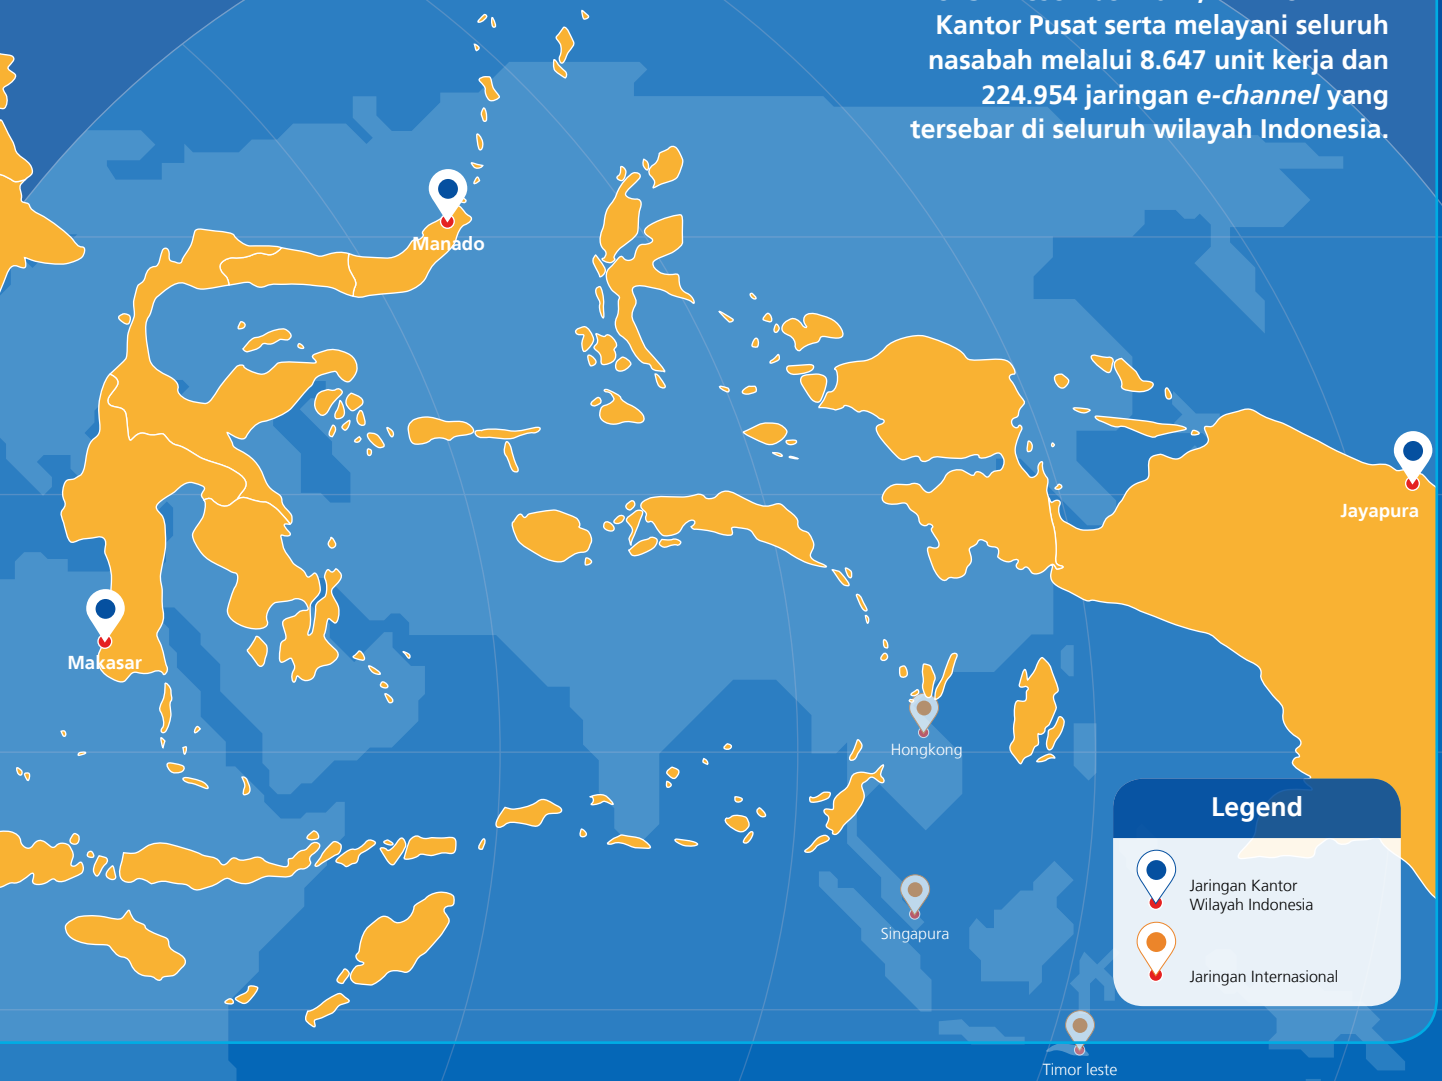 Kantor Pusat serta melayani seluruh
nasabah melalui 8.647 unit kerja dan
224.954 jaringan e-channel yang
tersebar di seluruh wilayah Indonesia.
Manado
Jayapura
Makasar
Hongkong
Legend
Jaringan Kantor
Wilayah Indonesia
Singapura
Jaringan Internasional
Timor leste